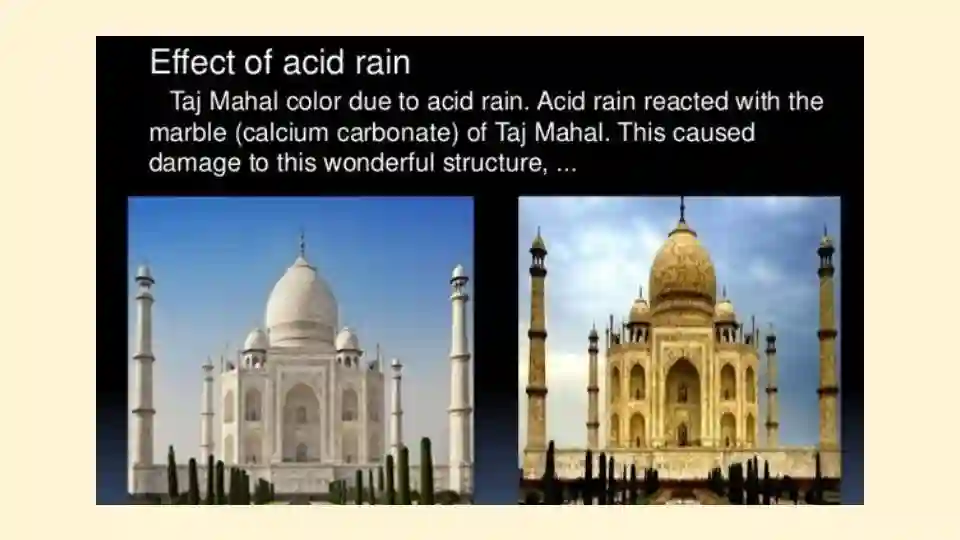 Effect of acid rain
Taj Mahal color due to acid rain. Acid rain reacted with the
marble (calcium carbonate) of Taj Mahal. This caused
damage to this wonderful structure, ...